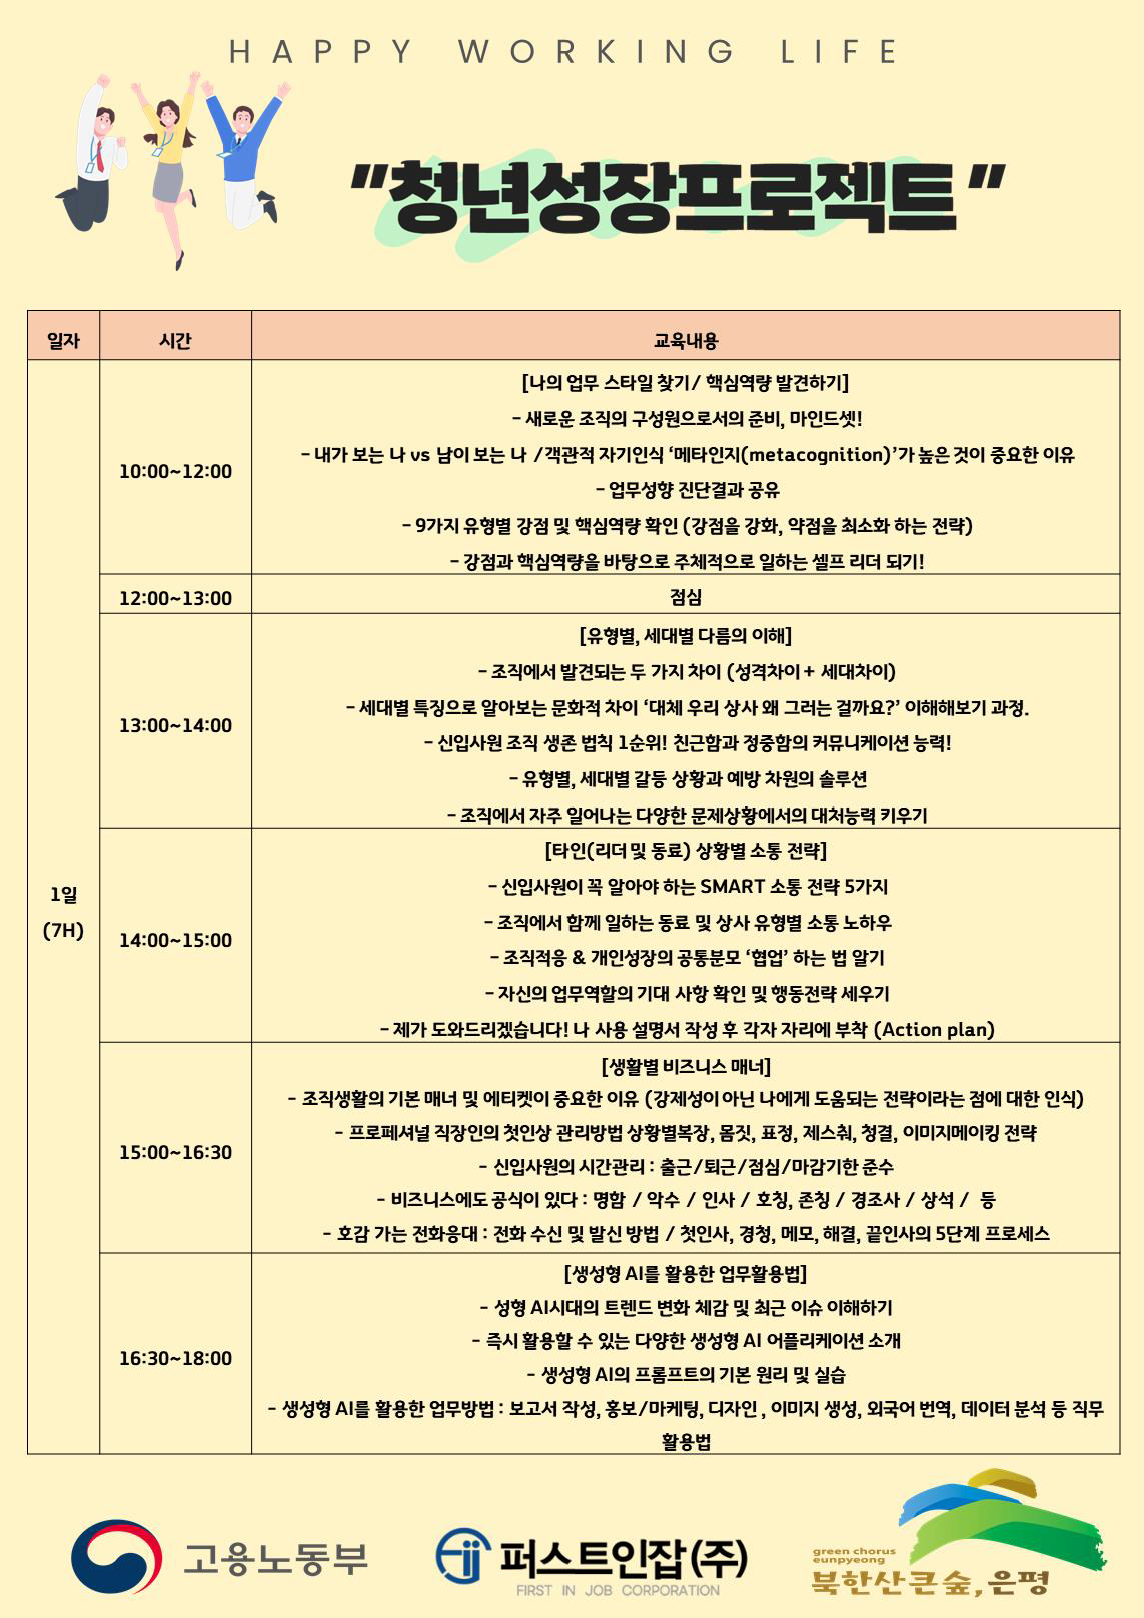 HAPPY WORKING LIFE
"청년성장프로젝트"
일자 시간 교육내용
1일
(7H)
10:00~12:00
[나의 업무 스타일 찾기/ 핵심역량 발견하기]
- 새로운 조직의 구성원으로서의 준비, 마인드셋!
- 내가 보는 나 vs 남이 보는 나 /객관적 자기인식 ‘메타인지(metacognition)’가 높은 것이 중요한 이유
- 업무성향 진단결과 공유
- 9가지 유형별 강점 및 핵심역량 확인 (강점을 강화, 약점을 최소화 하는 전략)
- 강점과 핵심역량을 바탕으로 주체적으로 일하는 셀프 리더 되기!
12:00~13:00 점심
13:00~14:00
[유형별, 세대별 다름의 이해]
- 조직에서 발견되는 두 가지 차이 (성격차이 + 세대차이)
- 세대별 특징으로 알아보는 문화적 차이 ‘대체 우리 상사 왜 그러는 걸까요?’ 이해해보기 과정.
- 신입사원 조직 생존 법칙 1순위! 친근함과 정중함의 커뮤니케이션 능력!
- 유형별, 세대별 갈등 상황과 예방 차원의 솔루션
- 조직에서 자주 일어나는 다양한 문제상황에서의 대처능력 키우기
14:00~15:00
[타인(리더 및 동료) 상황별 소통 전략]
- 신입사원이 꼭 알아야 하는 SMART 소통 전략 5가지
- 조직에서 함께 일하는 동료 및 상사 유형별 소통 노하우
- 조직적응 & 개인성장의 공통분모 ‘협업’ 하는 법 알기
- 자신의 업무역할의 기대 사항 확인 및 행동전략 세우기
- 제가 도와드리겠습니다! 나 사용 설명서 작성 후 각자 자리에 부착 (Action plan)
15:00~16:30
[생활별 비즈니스 매너]
- 조직생활의 기본 매너 및 에티켓이 중요한 이유 (강제성이 아닌 나에게 도움되는 전략이라는 점에 대한 인식)
- 프로페셔널 직장인의 첫인상 관리방법 상황별복장, 몸짓, 표정, 제스춰, 청결, 이미지메이킹 전략
- 신입사원의 시간관리 : 출근/퇴근/점심/마감기한 준수
- 비즈니스에도 공식이 있다 : 명함 / 악수 / 인사 / 호칭, 존칭 / 경조사 / 상석 / 등
- 호감 가는 전화응대 : 전화 수신 및 발신 방법 / 첫인사, 경청, 메모, 해결, 끝인사의 5단계 프로세스
16:30~18:00
[생성형 AI를 활용한 업무활용법]
- 성형 AI시대의 트렌드 변화 체감 및 최근 이슈 이해하기
- 즉시 활용할 수 있는 다양한 생성형 AI 어플리케이션 소개
- 생성형 AI의 프롬프트의 기본 원리 및 실습
- 생성형 AI를 활용한 업무방법 : 보고서 작성, 홍보/마케팅, 디자인 , 이미지 생성, 외국어 번역, 데이터 분석 등 직무
활용법
고용노동부
퍼스트인잡(주)
FIRST IN JOB CORPORATION
green chorus
eunpyeong
북한산큰숲, 은평